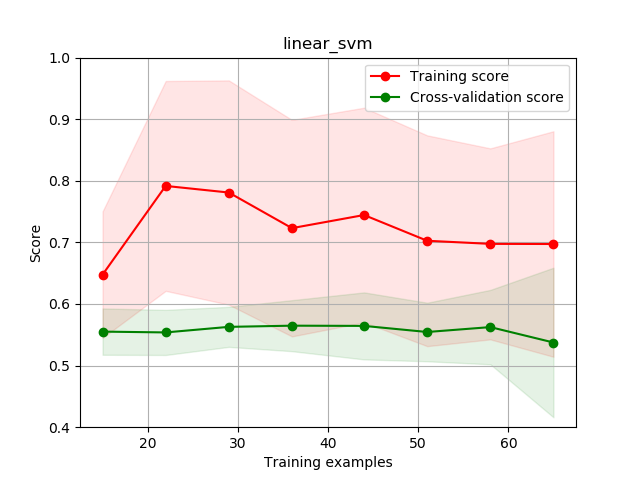 linear_svm
1.0
0.9
0.8
0.7
0.6
0.5
0.4
Score
Training score
Cross-validation score
20 30 40 50 60
Training examples